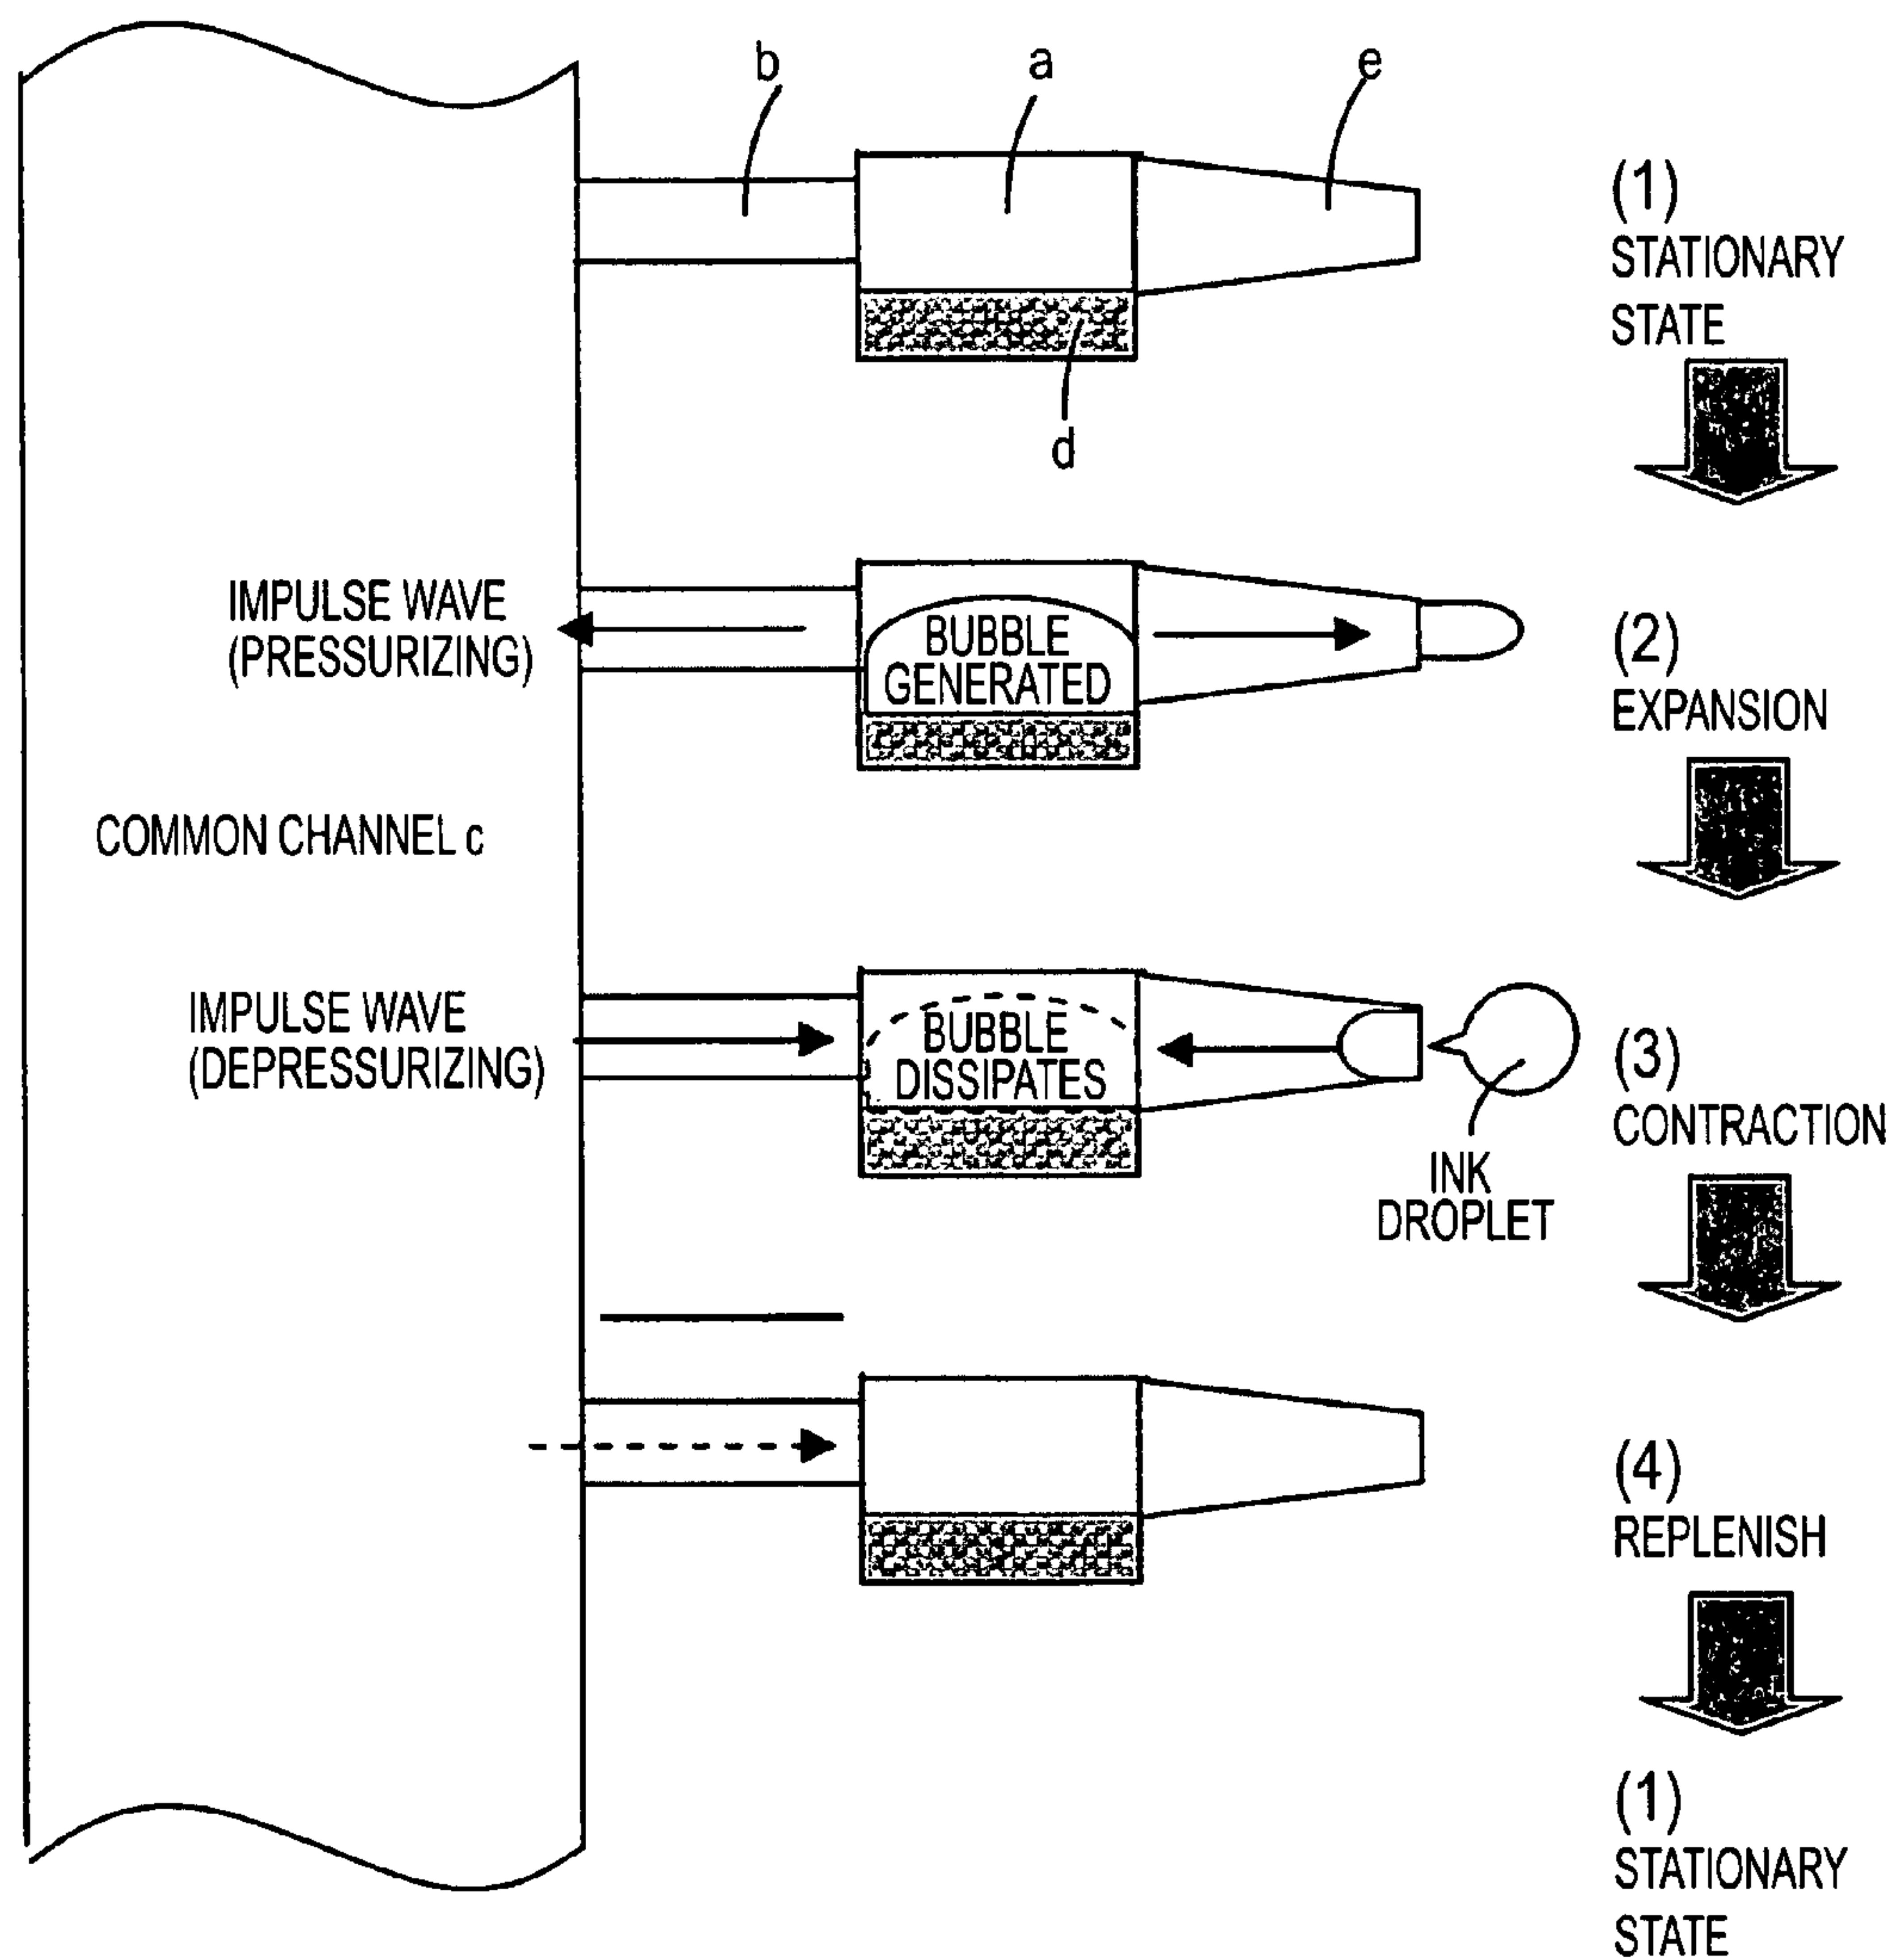 b
a
e
(1)
STATIONARY
STATE
d
IMPULSE WAVE
(PRESSURIZING)
BUBBLE
GENERATED
(2)
EXPANSION
COMMON CHANNEL c
IMPULSE WAVE
(DEPRESSURIZING)
BUBBLE
DISSIPATES
INK
DROPLET
(3)
CONTRACTION
(4)
REPLENISH
(1)
STATIONARY
STATE